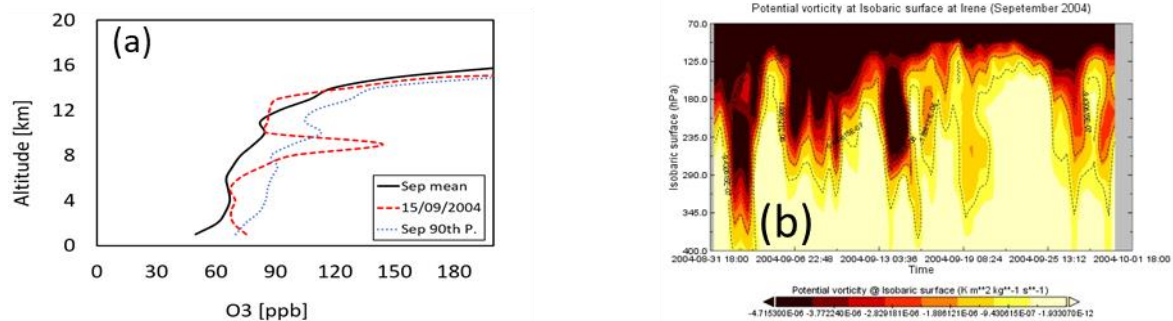 (a)
20
16
12
8
4
0
Altitude [km]
0 30 60 90 120 150 180
O3 [ppb]
Sep mean
15/09/2004
Sep 90th P.
Potential vorticity at Isobaric surface at Irene (Sepetember 2004)
70.0
125.0
180.0
235.0
290.0
345.0
400.0
Isobaric surface (hPa)
(b)
2004-08-31 18:00 2004-09-06 22:48 2004-09-13 03:36 2004-09-19 08:24 2004-09-25 13:12 2004-10-01 18:00
Time
Potential vorticity @ Isobaric surface (K m**2 kg**-1 s**-1)
-4.715300E-06 -3.772240E-06 -2.829181E-06 -1.886121E-06 -9.430615E-07 -1.933070E-12